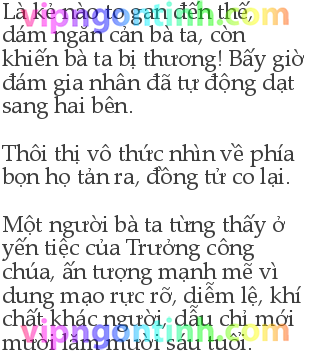 Là kẻ nào to gan đến thế,
dám ngăn cản bà ta, còn
khiến bà ta bị thương! Bấy giờ
đám gia nhân đã tự động dạt
sang hai bên.
Thôi thị vô thức nhìn về phía
bọn họ tản ra, đồng tử co lại.
Một người bà ta từng thấy ở
yến tiệc của Trưởng công
chúa, ấn tượng mạnh mẽ vì
dung mạo rực rỡ, diễm lệ, khí
chất khác người, dẫu chỉ mới
mười lăm mười sáu tuổi.
vipngontinh.com
vipngontinh.com
vipngontinh.com